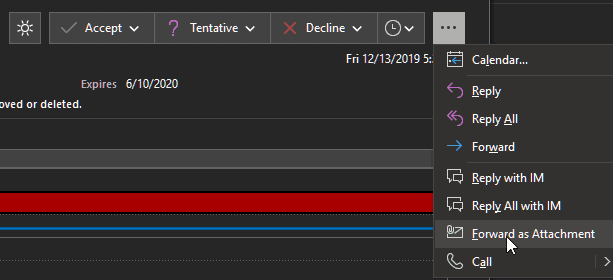 Accept Tentative Decline
Fri 12/13/2019 5:
Expires 6/10/2020
oved or deleted.
Calendar...
Reply
Reply All
Forward
Reply with IM
Reply All with IM
Forward as Attachment
Call